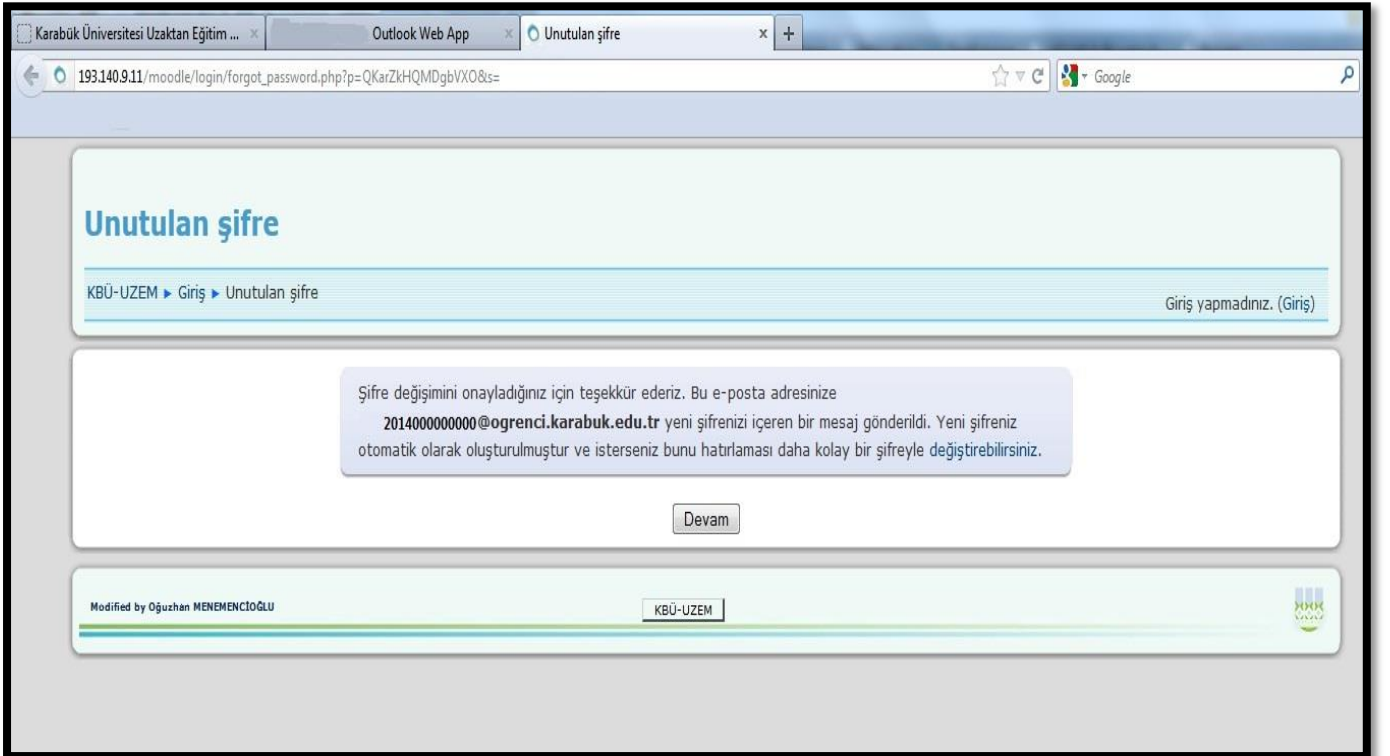 Karabük Üniversitesi Uzaktan Eğitim ... x
Outlook Web App x
Unutulan şifre x +
193.140.9.11/moodle/login/forgot_password.php?p=QKarZkHQMDgbVXO&s=
Google
Unutulan şifre
KBÜ-UZEM ► Giriş ► Unutulan şifre
Giriş yapmadınız. (Giriş)
Şifre değişimini onayladığınız için teşekkür ederiz. Bu e-posta adresinize
2014000000000@ogrenci.karabuk.edu.tr yeni şifrenizi içeren bir mesaj gönderildi. Yeni şifreniz
otomatik olarak oluşturulmuştur ve isterseniz bunu hatırlaması daha kolay bir şifreyle değiştirebilirsiniz.
Devam
Modified by Oğuzhan MENEMENCİOĞLU
KBÜ-UZEM